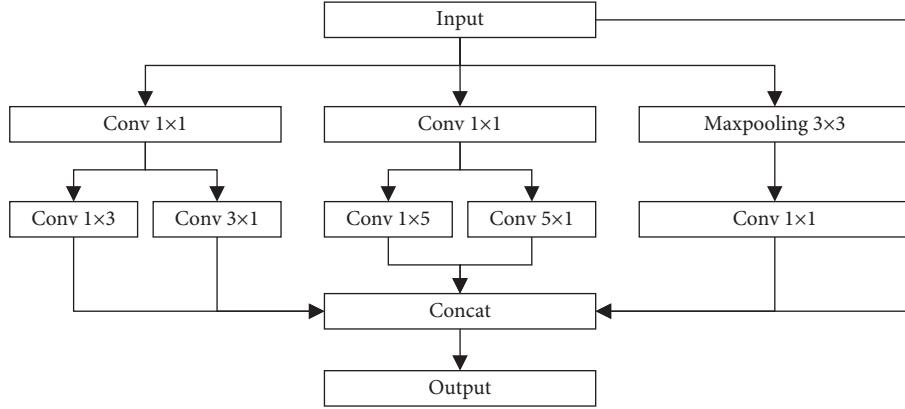 Input
Conv 1×1
Conv 1×1
Maxpooling 3×3
Conv 1×3
Conv 3×1
Conv 1×5
Conv 5×1
Conv 1×1
Concat
Output